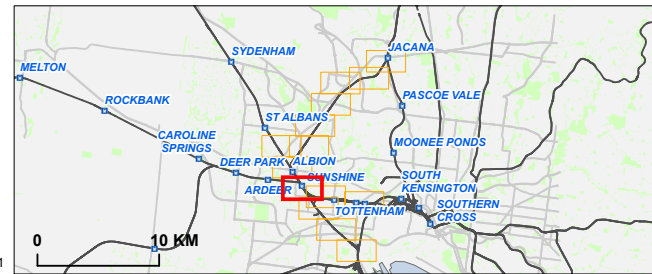 JACANA
SYDENHAM
MELTON
ROCKBANK
PASCOE VALE
ST ALBANS
CAROLINE
SPRINGS
MOONEE PONDS
DEER PARK
ALBION
SUNSHINE
ARDEER
SOUTH
KENSINGTON
TOTTENHAM
SOUTHERN
CROSS
0 10 KM
1